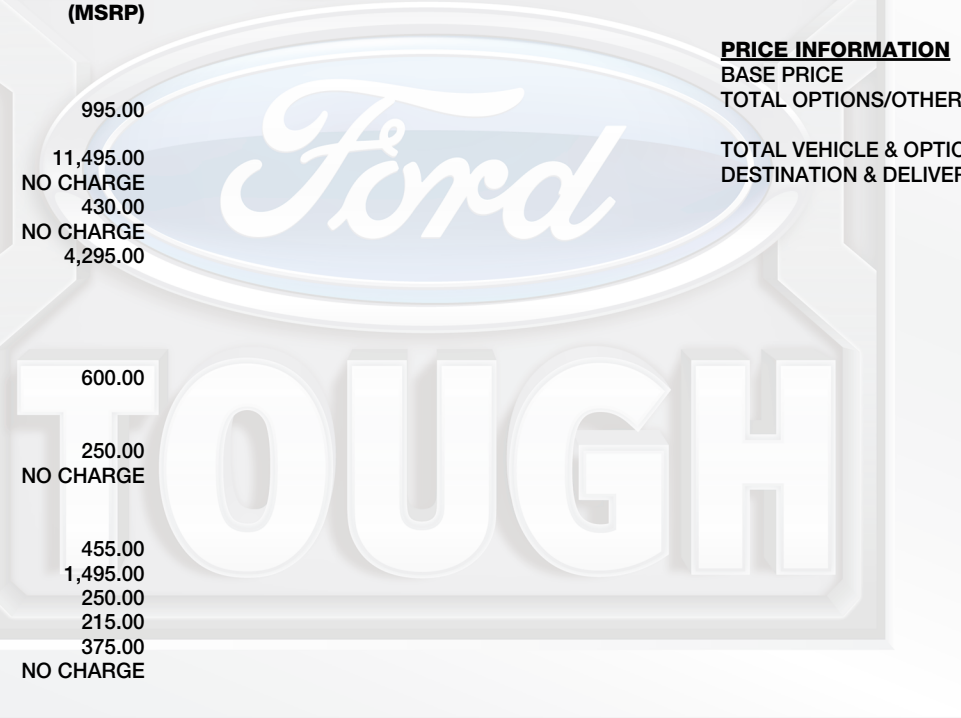 (MSRP)
995.00
11,495.00
NO CHARGE
430.00
NO CHARGE
4,295.00
600.00
250.00
NO CHARGE
455.00
1,495.00
250.00
215.00
375.00
NO CHARGE
PRICE INFORMATION
BASE PRICE
TOTAL OPTIONS/OTHER
TOTAL VEHICLE &
DESTINATION &
Ford
TOUGH